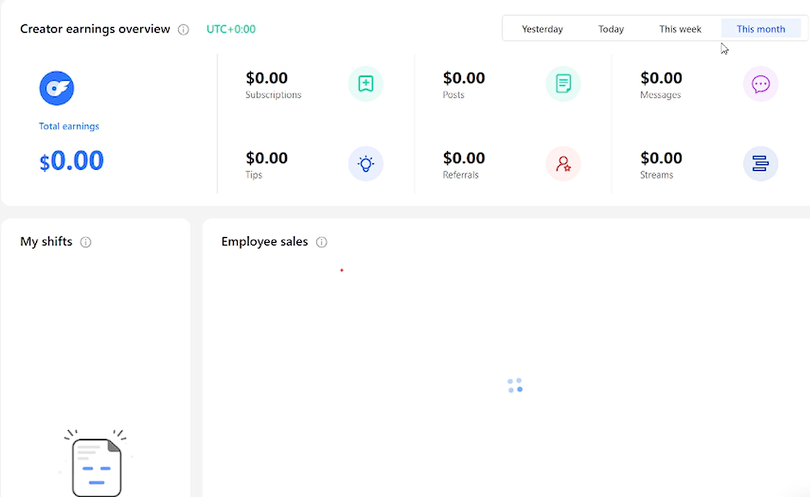 Creator earnings overview
UTC+0:00
Yesterday
Today
This week
This month
Total earnings
$0.00
$0.00
Subscriptions
$0.00
Posts
$0.00
Messages
$0.00
Tips
$0.00
Referrals
$0.00
Streams
My shifts
Employee sales